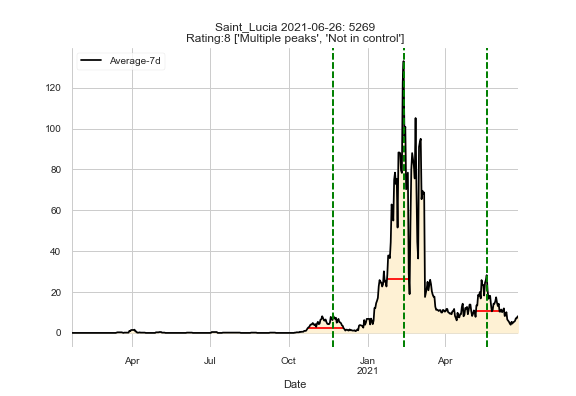 Saint_Lucia 2021-06-26: 5269
Rating:8 ['Multiple peaks', 'Not in control']
Average-7d
120
100
80
60
40
20
0
Apr
Jul
Oct
Jan
2021
Apr
Date